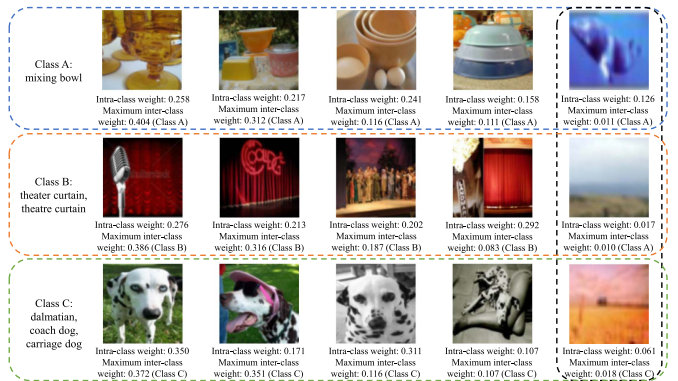 Class A:
mixing bowl
Intra-class weight: 0.258
Maximum inter-class
weight: 0.404 (Class A)
Intra-class weight: 0.217
Maximum inter-class
weight: 0.312 (Class A)
Intra-class weight: 0.241
Maximum inter-class
weight: 0.116 (Class A)
Intra-class weight: 0.158
Maximum inter-class
weight: 0.111 (Class A)
Intra-class weight: 0.126
Maximum inter-class
weight: 0.011 (Class A)
Class B:
theater curtain,
theatre curtain
Intra-class weight: 0.276
Maximum inter-class
weight: 0.386 (Class B)
Intra-class weight: 0.213
Maximum inter-class
weight: 0.316 (Class B)
Intra-class weight: 0.202
Maximum inter-class
weight: 0.187 (Class B)
Intra-class weight: 0.292
Maximum inter-class
weight: 0.083 (Class B)
Intra-class weight: 0.017
Maximum inter-class
weight: 0.010 (Class A)
Class C:
dalmatian,
coach dog,
carriage dog
Intra-class weight: 0.350
Maximum inter-class
weight: 0.372 (Class C)
Intra-class weight: 0.171
Maximum inter-class
weight: 0.351 (Class C)
Intra-class weight: 0.311
Maximum inter-class
weight: 0.116 (Class C)
Intra-class weight: 0.107
Maximum inter-class
weight: 0.107 (Class C)
Intra-class weight: 0.061
Maximum inter-class
weight: 0.018 (Class C)